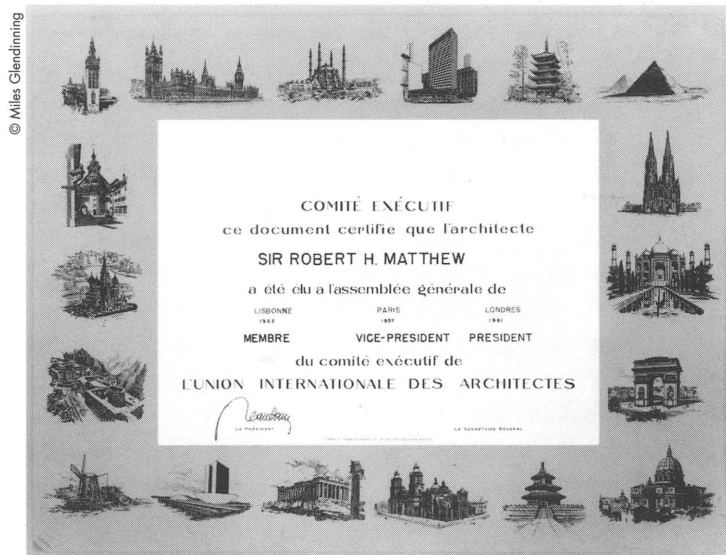 © Miles Glendinning
COMITÉ EXÉCUTIF
ce document certifie que l'architecte
SIR ROBERT H. MATTHEW
a été élu a l'assemblée générale de
LISBONNE PARIS LONDRES
1953 1957 1961
MEMBRE VICE-PRESIDENT PRESIDENT
du comité exécutif de
L'UNION INTERNATIONALE DES ARCHITECTES
LE PRÉSIDENT LE SECRÉTAIRE GÉNÉRAL